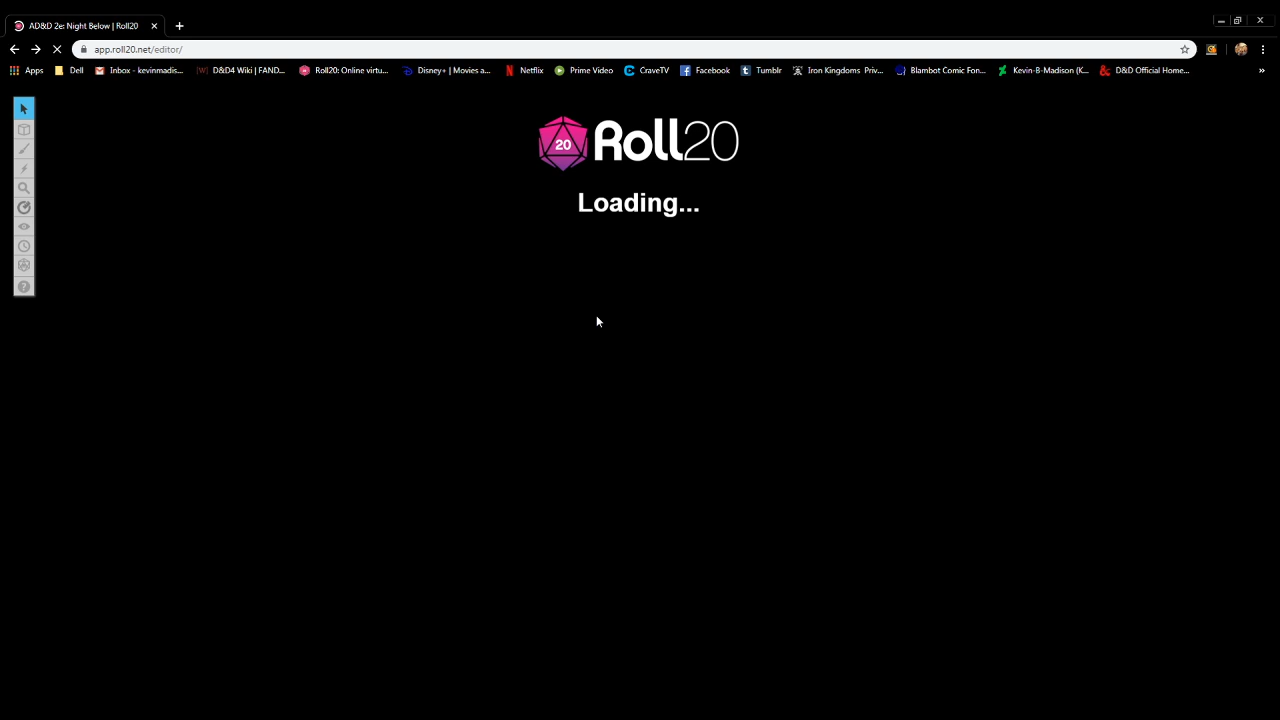 AD&D 2e: Night Below | Roll20
app.roll20.net/editor/
Apps Dell Inbox - kevinmadis... D&D4 Wiki | FAND... Roll20: Online virtu... Disney+ | Movies a... Netflix Prime Video CraveTV Facebook Tumblr Iron Kingdoms Priv... Blambot Comic Fon... Kevin-B-Madison (K... D&D Official Home... »
20 Roll20
Loading...